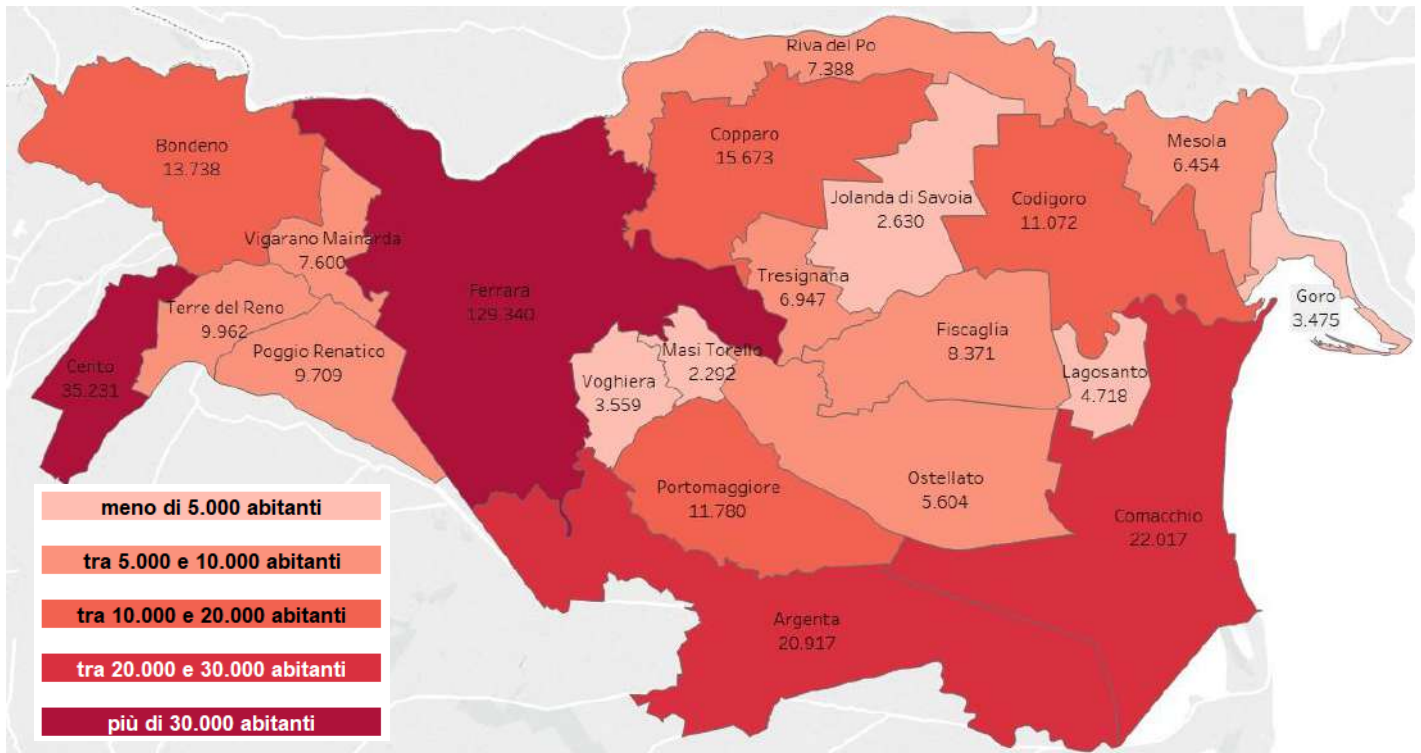 Riva del Po
7.388
Bondeno
13.738
Copparo
15.673
Mesola
6.454
Jolanda di Savoia
2.630
Codigoro
11.072
Vigarano Mainarda
7.600
Tresignana
6.947
Ferrara
129.340
Goro
3.475
Terre del Reno
9.962
Fiscaglia
8.371
Poggio Renatico
9.709
Masi Torello
2.292
Cento
35.231
Voghiera
3.559
Lagosanto
4.718
Ostellato
5.604
Portomaggiore
11.780
Comacchio
22.017
Argenta
20.917
meno di 5.000 abitanti
tra 5.000 e 10.000 abitanti
tra 10.000 e 20.000 abitanti
tra 20.000 e 30.000 abitanti
più di 30.000 abitanti